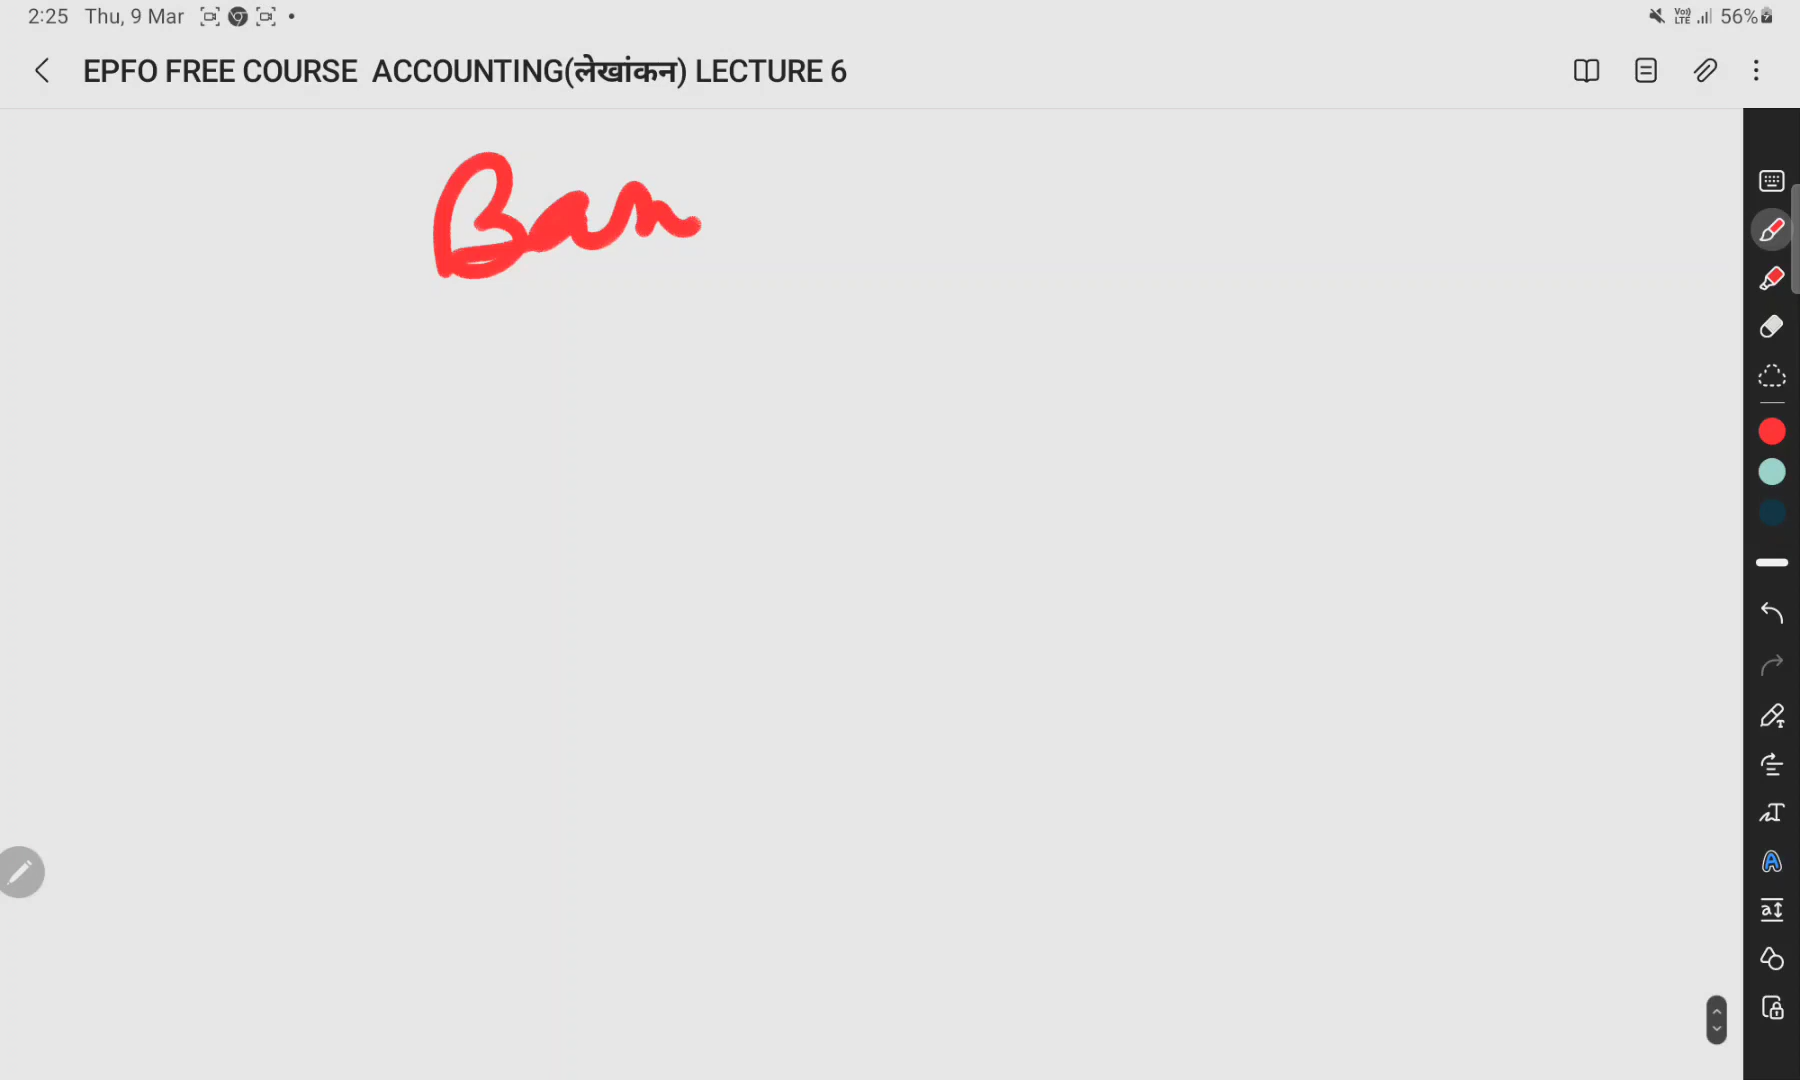 2:25 Thu, 9 Mar 56%
EPFO FREE COURSE ACCOUNTING(लेखांकन) LECTURE 6
Ban